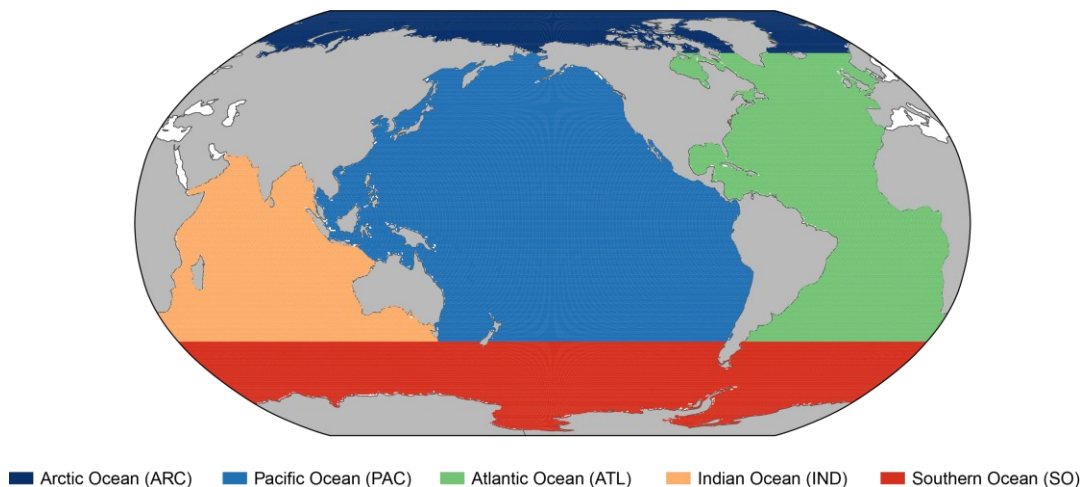 Arctic Ocean (ARC) Pacific Ocean (PAC) Atlantic Ocean (ATL) Indian Ocean (IND) Southern Ocean (SO)